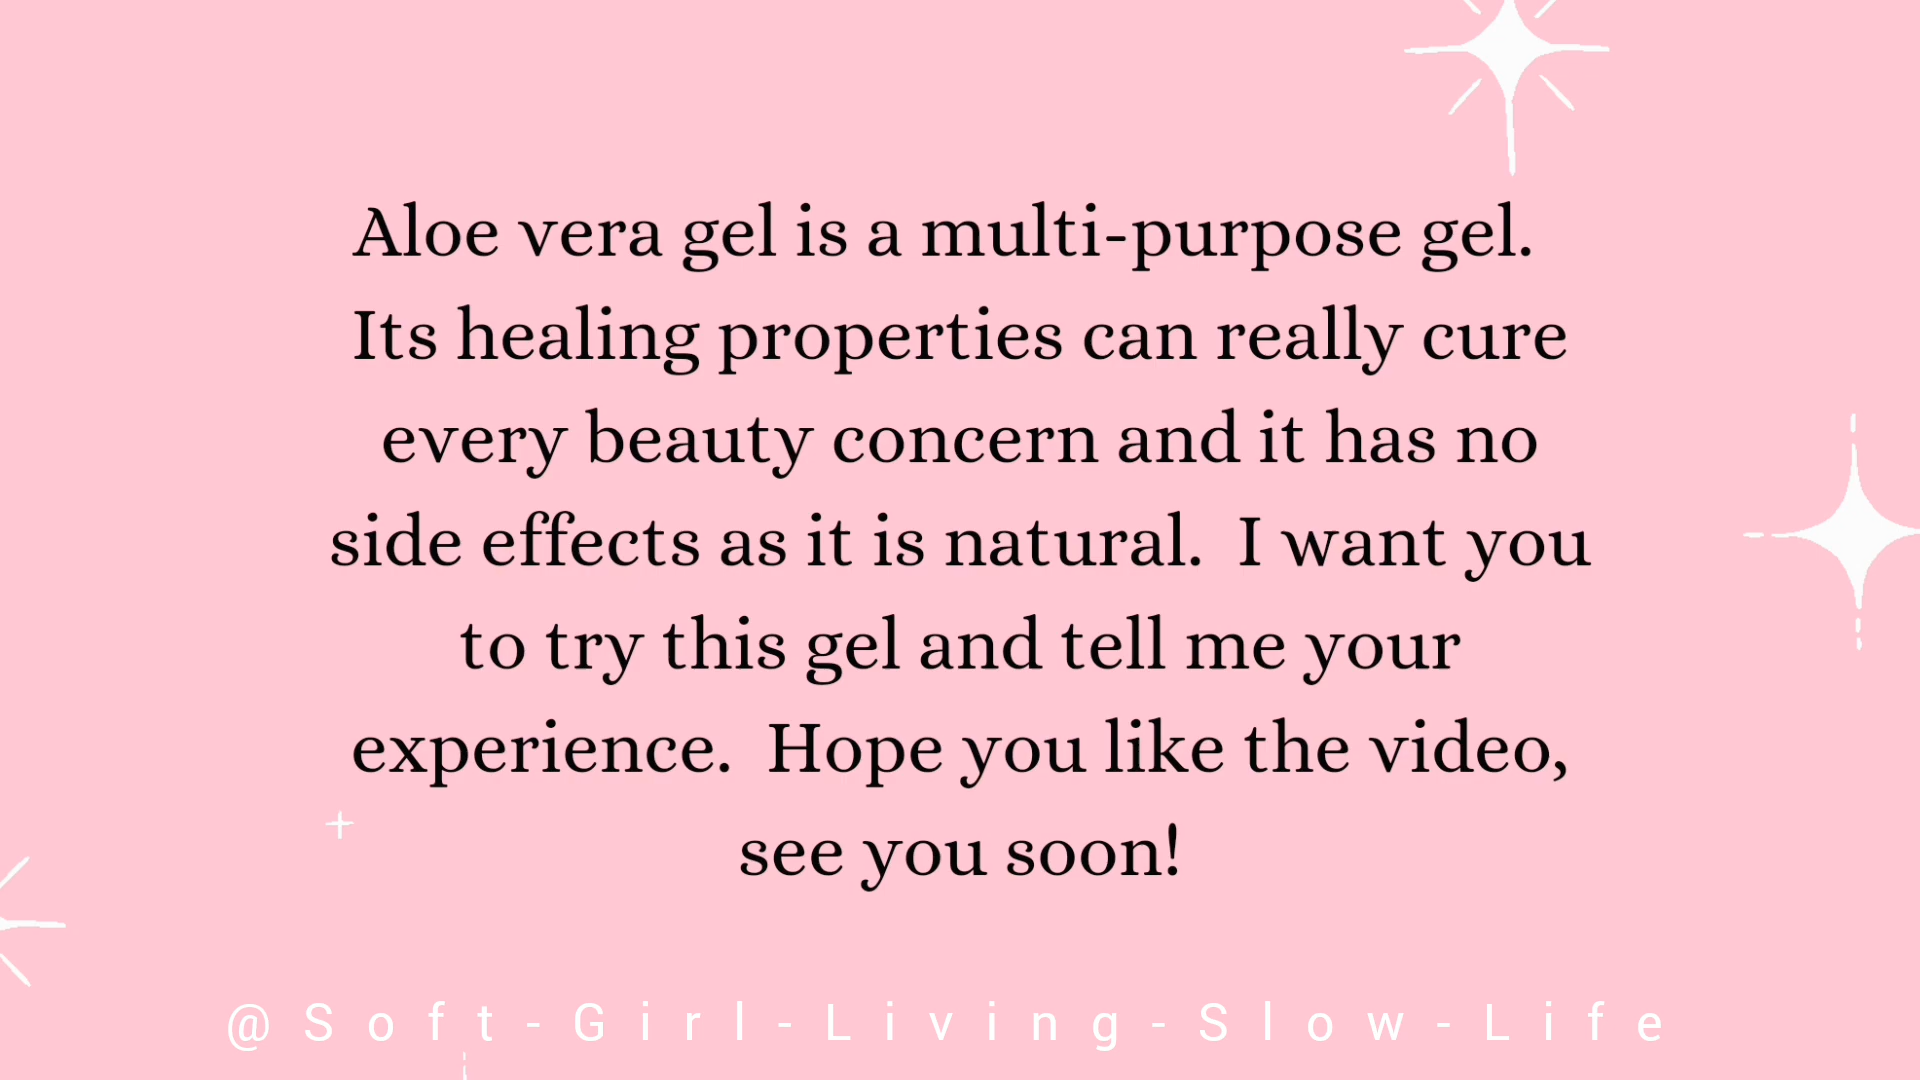 Aloe vera gel is a multi-purpose gel.
Its healing properties can really cure
every beauty concern and it has no
side effects as it is natural.  I want you
to try this gel and tell me your
experience.  Hope you like the video,
see you soon!
@Soft-Girl-Living-Slow-Life